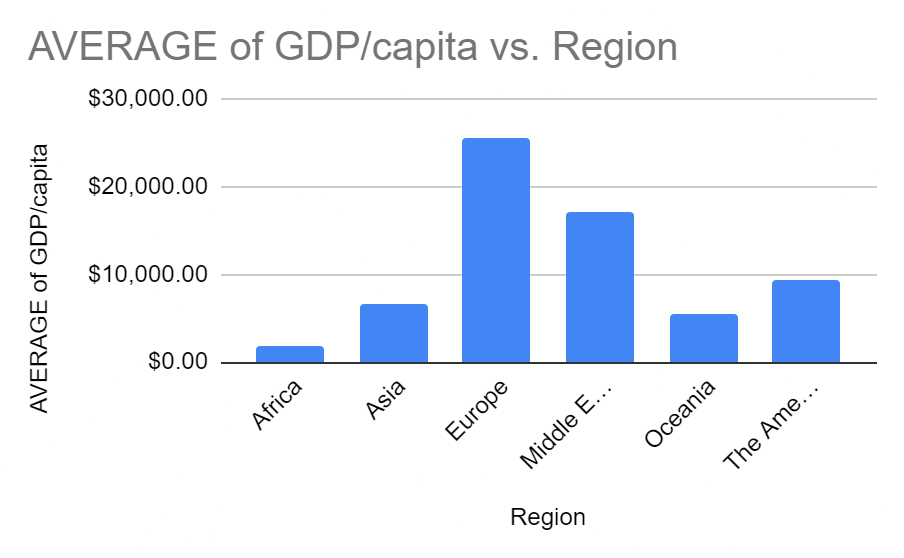 AVERAGE of GDP/capita vs. Region
AVERAGE of GDP/capita
$30,000.00
$20,000.00
$10,000.00
$0.00
Africa
Asia
Europe
Middle E…
Oceania
The Ame…
Region